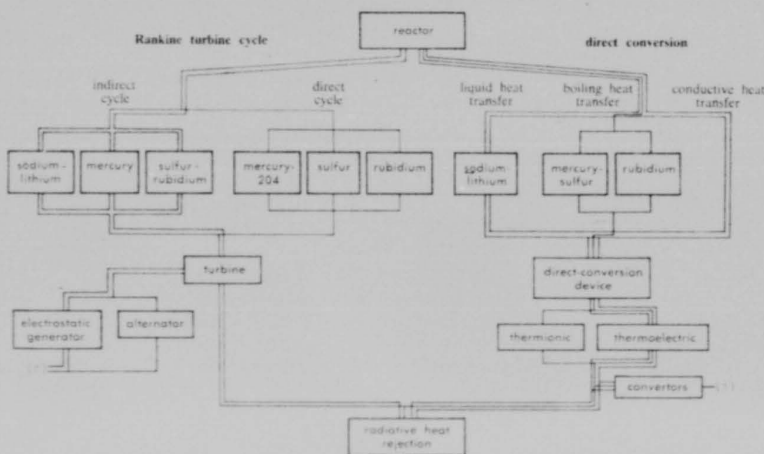 reactor
Rankine turbine cycle
direct conversion
indirect
cycle
direct
cycle
liquid heat
transfer
boiling heat
transfer
conductive heat
transfer
sodium-
lithium
mercury
sulfur-
rubidium
mercury-
204
sulfur
rubidium
sodium-
lithium
mercury-
sulfur
rubidium
turbine
direct-conversion
device
electrostatic
generator
alternator
thermionic
thermoelectric
convertors
radiative heat
rejection